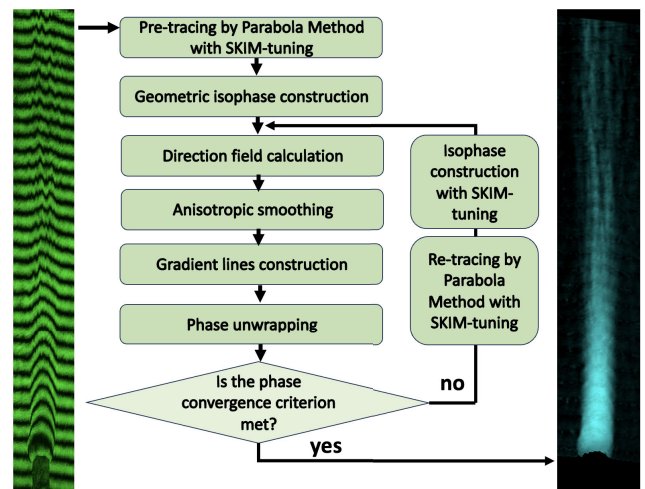 Pre-tracing by Parabola Method
with SKIM-tuning
Geometric isophase construction
Direction field calculation
Anisotropic smoothing
Gradient lines construction
Phase unwrapping
Is the phase
convergence criterion
met?
no
yes
Re-tracing by
Parabola
Method with
SKIM-tuning
Isophase
construction
with SKIM-
tuning